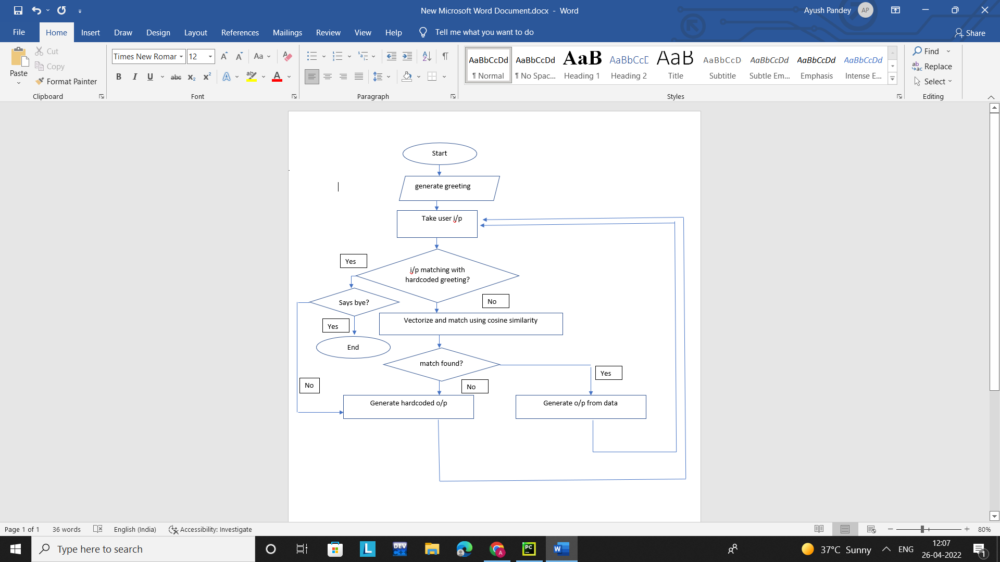 New Microsoft Word Document.docx - Word
Ayush Pandey
AP
File
Home
Insert
Draw
Design
Layout
References
Mailings
Review
View
Help
Tell me what you want to do
Share
Paste
Cut
Copy
Format Painter
Clipboard
Times New Romar
12
Aa
B I U abc x₂ x² A A
Font
Paragraph
AaBbCcDd
¶ Normal
AaBbCcDd
¶ No Spac...
AaB
Heading 1
AaBbCcC
Heading 2
AaB
Title
AaBbCcD
Subtitle
AaBbCcDd
Subtle Em...
AaBbCcDd
Emphasis
AaBbCcDd
Intense E...
Styles
Find
Replace
Select
Editing
Start
generate greeting
Take user i/p
Yes
i/p matching with
hardcoded greeting?
No
Says bye?
Yes
Vectorize and match using cosine similarity
End
match found?
Yes
No
No
Generate hardcoded o/p
Generate o/p from data
Page 1 of 1
36 words
English (India)
Accessibility: Investigate
80%
Type here to search
L
DEV
C++
A
PC
W
37°C Sunny
ENG
12:07
26-04-2022
1